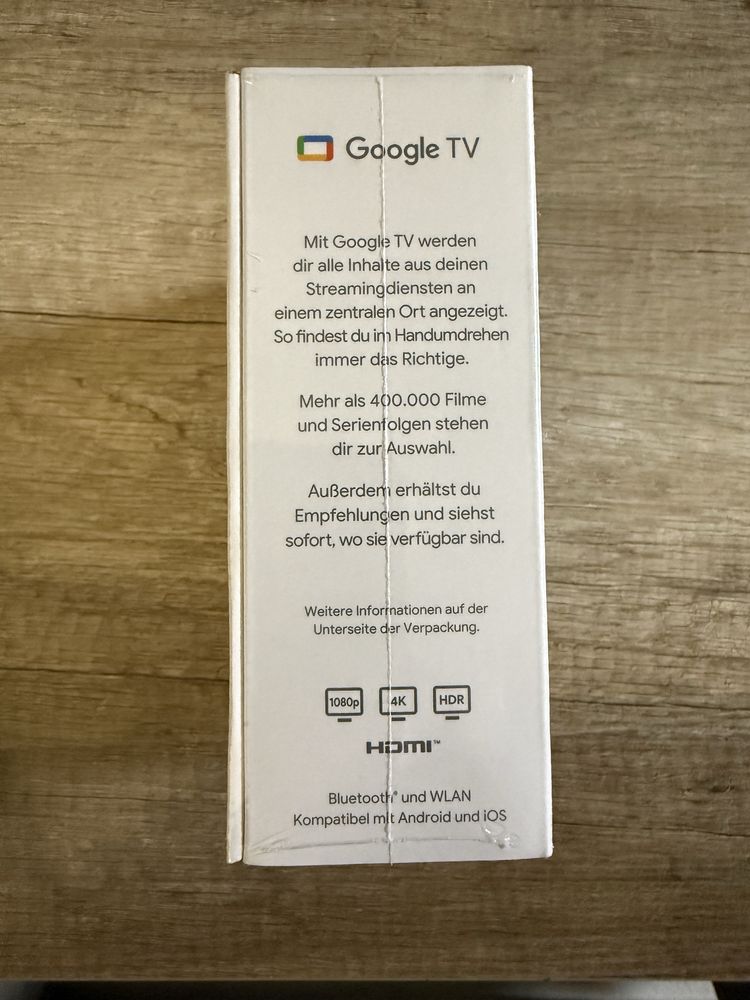 Google TV
Mit Google TV werden
dir alle Inhalte aus deinen
Streamingdiensten an
einem zentralen Ort angezeigt.
So findest du im Handumdrehen
immer das Richtige.
Mehr als 400.000 Filme
und Serienfolgen stehen
dir zur Auswahl.
Außerdem erhältst du
Empfehlungen und siehst
sofort, wo sie verfügbar sind.
Weitere Informationen auf der
Unterseite der Verpackung.
1080p 4K HDR
HDMI™
Bluetooth® und WLAN
Kompatibel mit Android und iOS